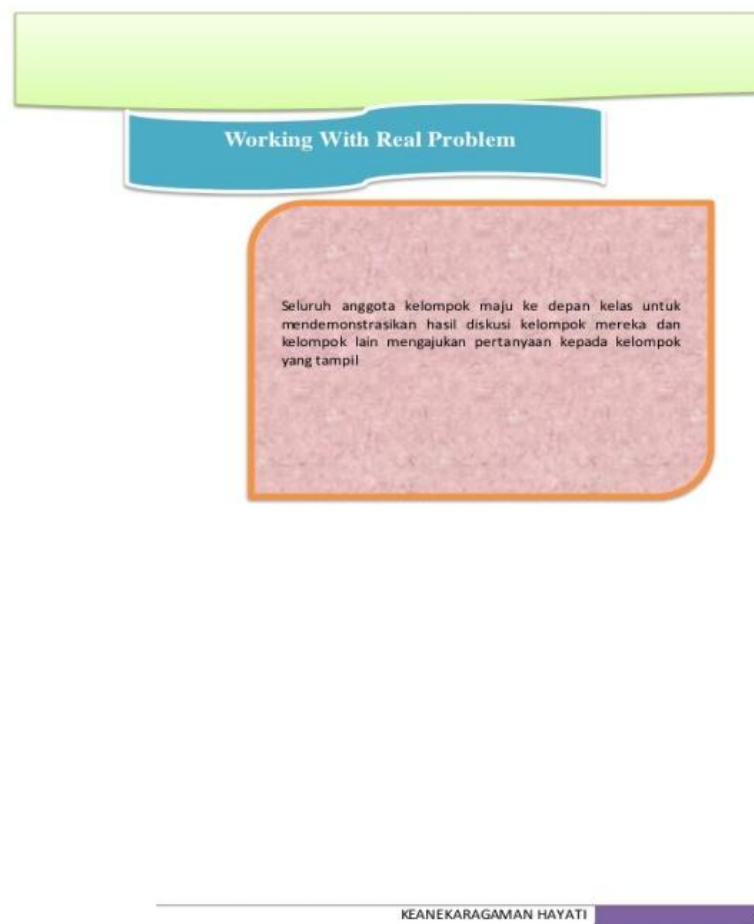 Working With Real Problem
Seluruh anggota kelompok maju ke depan kelas untuk
mendemonstrasikan hasil diskusi kelompok mereka dan
kelompok lain mengajukan pertanyaan kepada kelompok
yang tampil
KEANEKARAGAMAN HAYATI